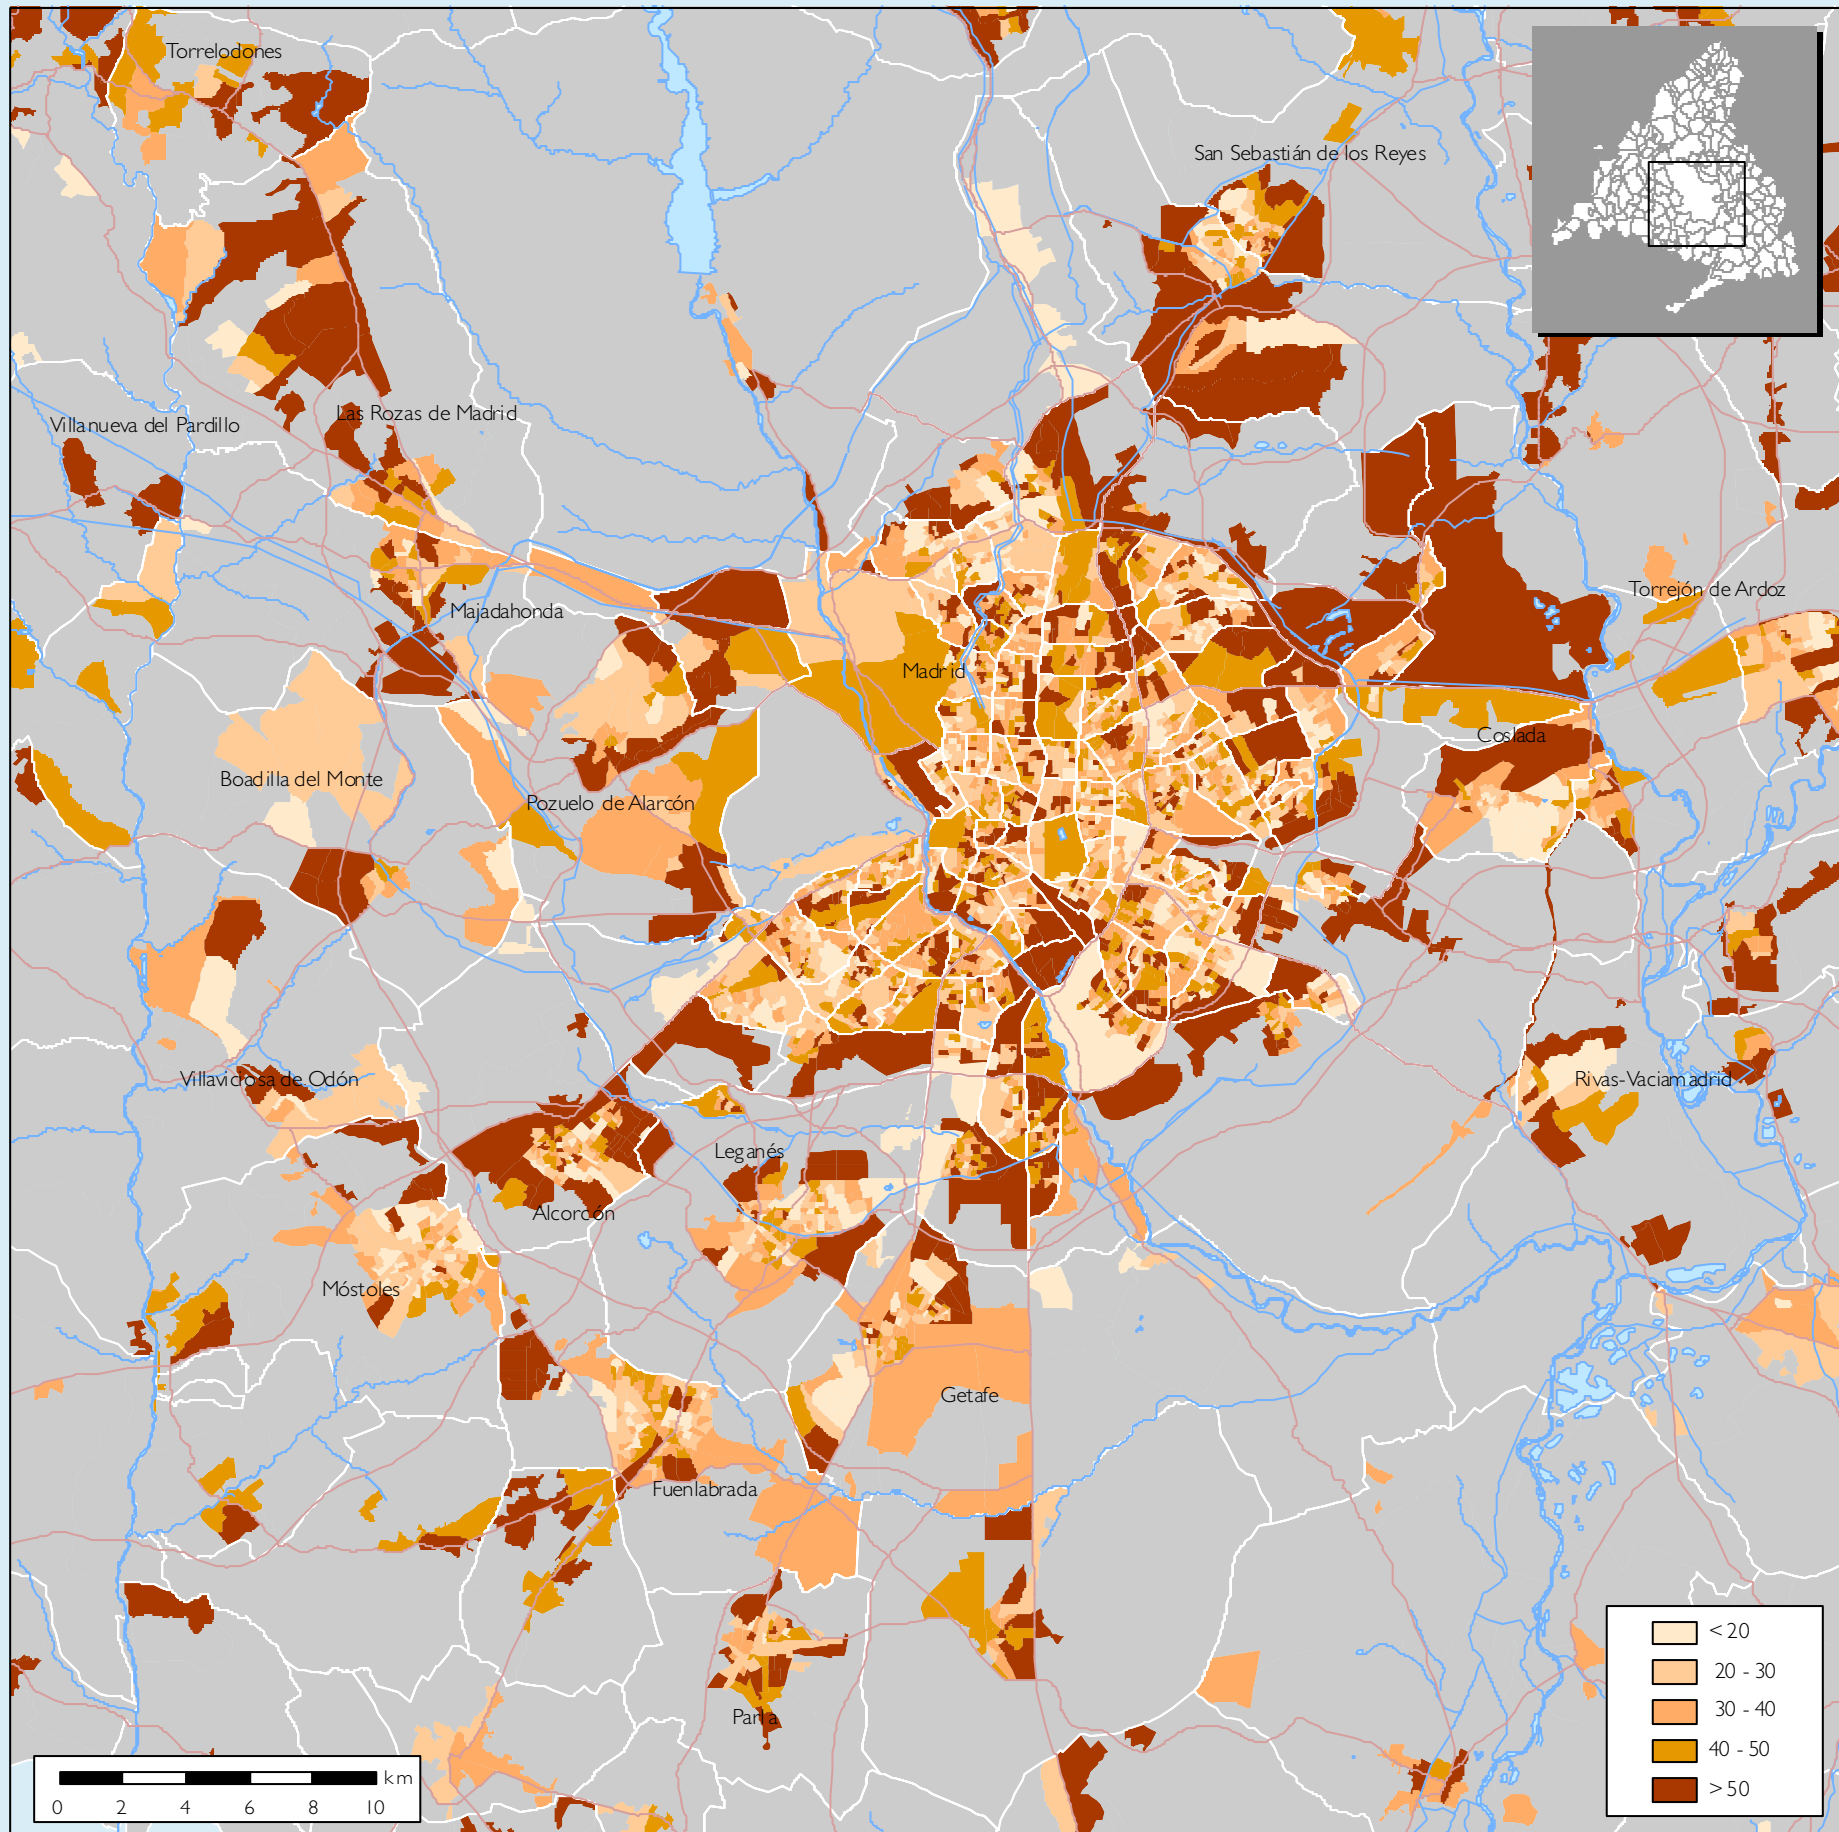 Torrelodones
San Sebastián de los Reyes
Las Rozas de Madrid
Villanueva del Pardillo
Torrejón de Ardoz
Majadahonda
Madrid
Coslada
Boadilla del Monte
Pozuelo de Alarcón
Villaviciosa de Odón
Rivas-Vaciamadrid
Leganés
Alcorcón
Móstoles
Getafe
Fuenlabrada
Parla
< 20
20 - 30
30 - 40
40 - 50
> 50
km
0 2 4 6 8 10